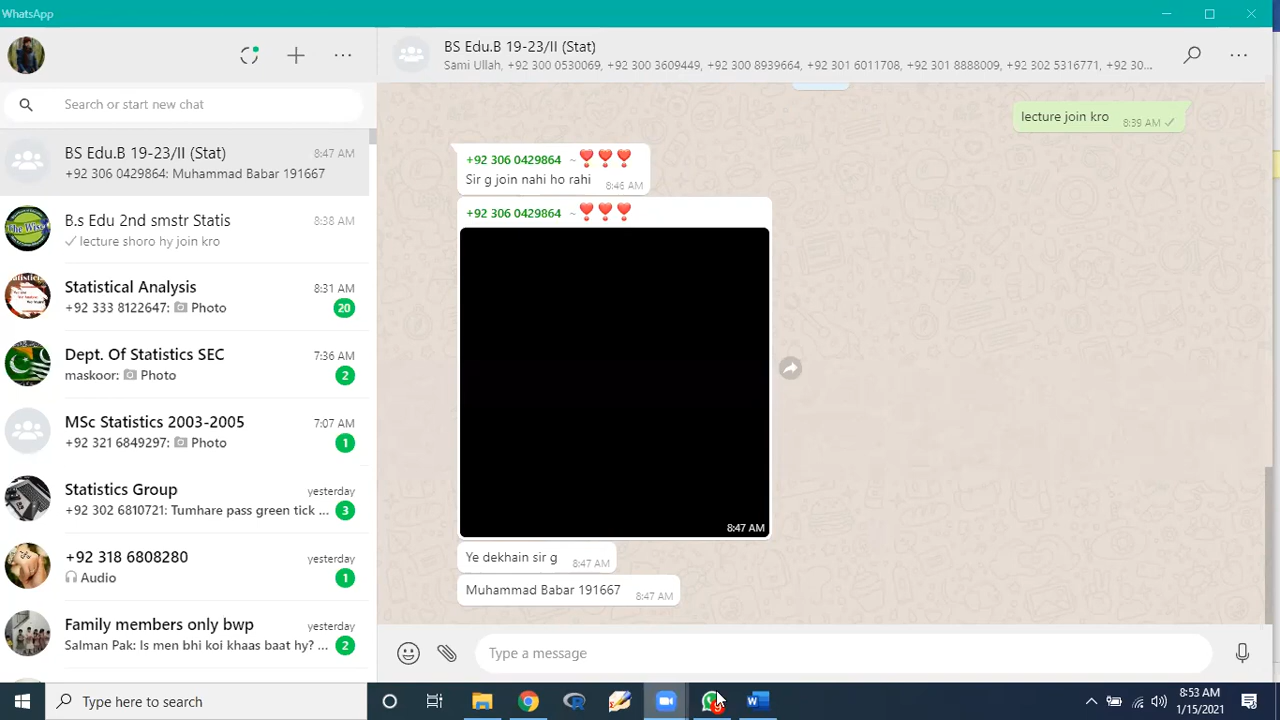 WhatsApp
Search or start new chat
BS Edu.B 19-23/II (Stat)
8:47 AM
+92 306 0429864: Muhammad Babar 191667
B.s Edu 2nd smstr Statis
8:38 AM
lecture shoro hy join kro
Statistical Analysis
8:31 AM
+92 333 8122647: Photo
20
Dept. Of Statistics SEC
7:36 AM
maskoor: Photo
2
MSc Statistics 2003-2005
7:07 AM
+92 321 6849297: Photo
1
Statistics Group
yesterday
+92 302 6810721: Tumhare pass green tick ...
3
+92 318 6808280
yesterday
Audio
1
Family members only bwp
yesterday
Salman Pak: Is men bhi koi khaas baat hy? ...
2
BS Edu.B 19-23/II (Stat)
Sami Ullah, +92 300 0530069, +92 300 3609449, +92 300 8939664, +92 301 6011708, +92 301 8888009, +92 302 5316771, +92 30...
lecture join kro
8:39 AM
+92 306 0429864 ~❣️❣️❣️
Sir g join nahi ho rahi
8:46 AM
+92 306 0429864 ~❣️❣️❣️
8:47 AM
Ye dekhain sir g
8:47 AM
Muhammad Babar 191667
8:47 AM
Type a message
Type here to search
8:53 AM
1/15/2021